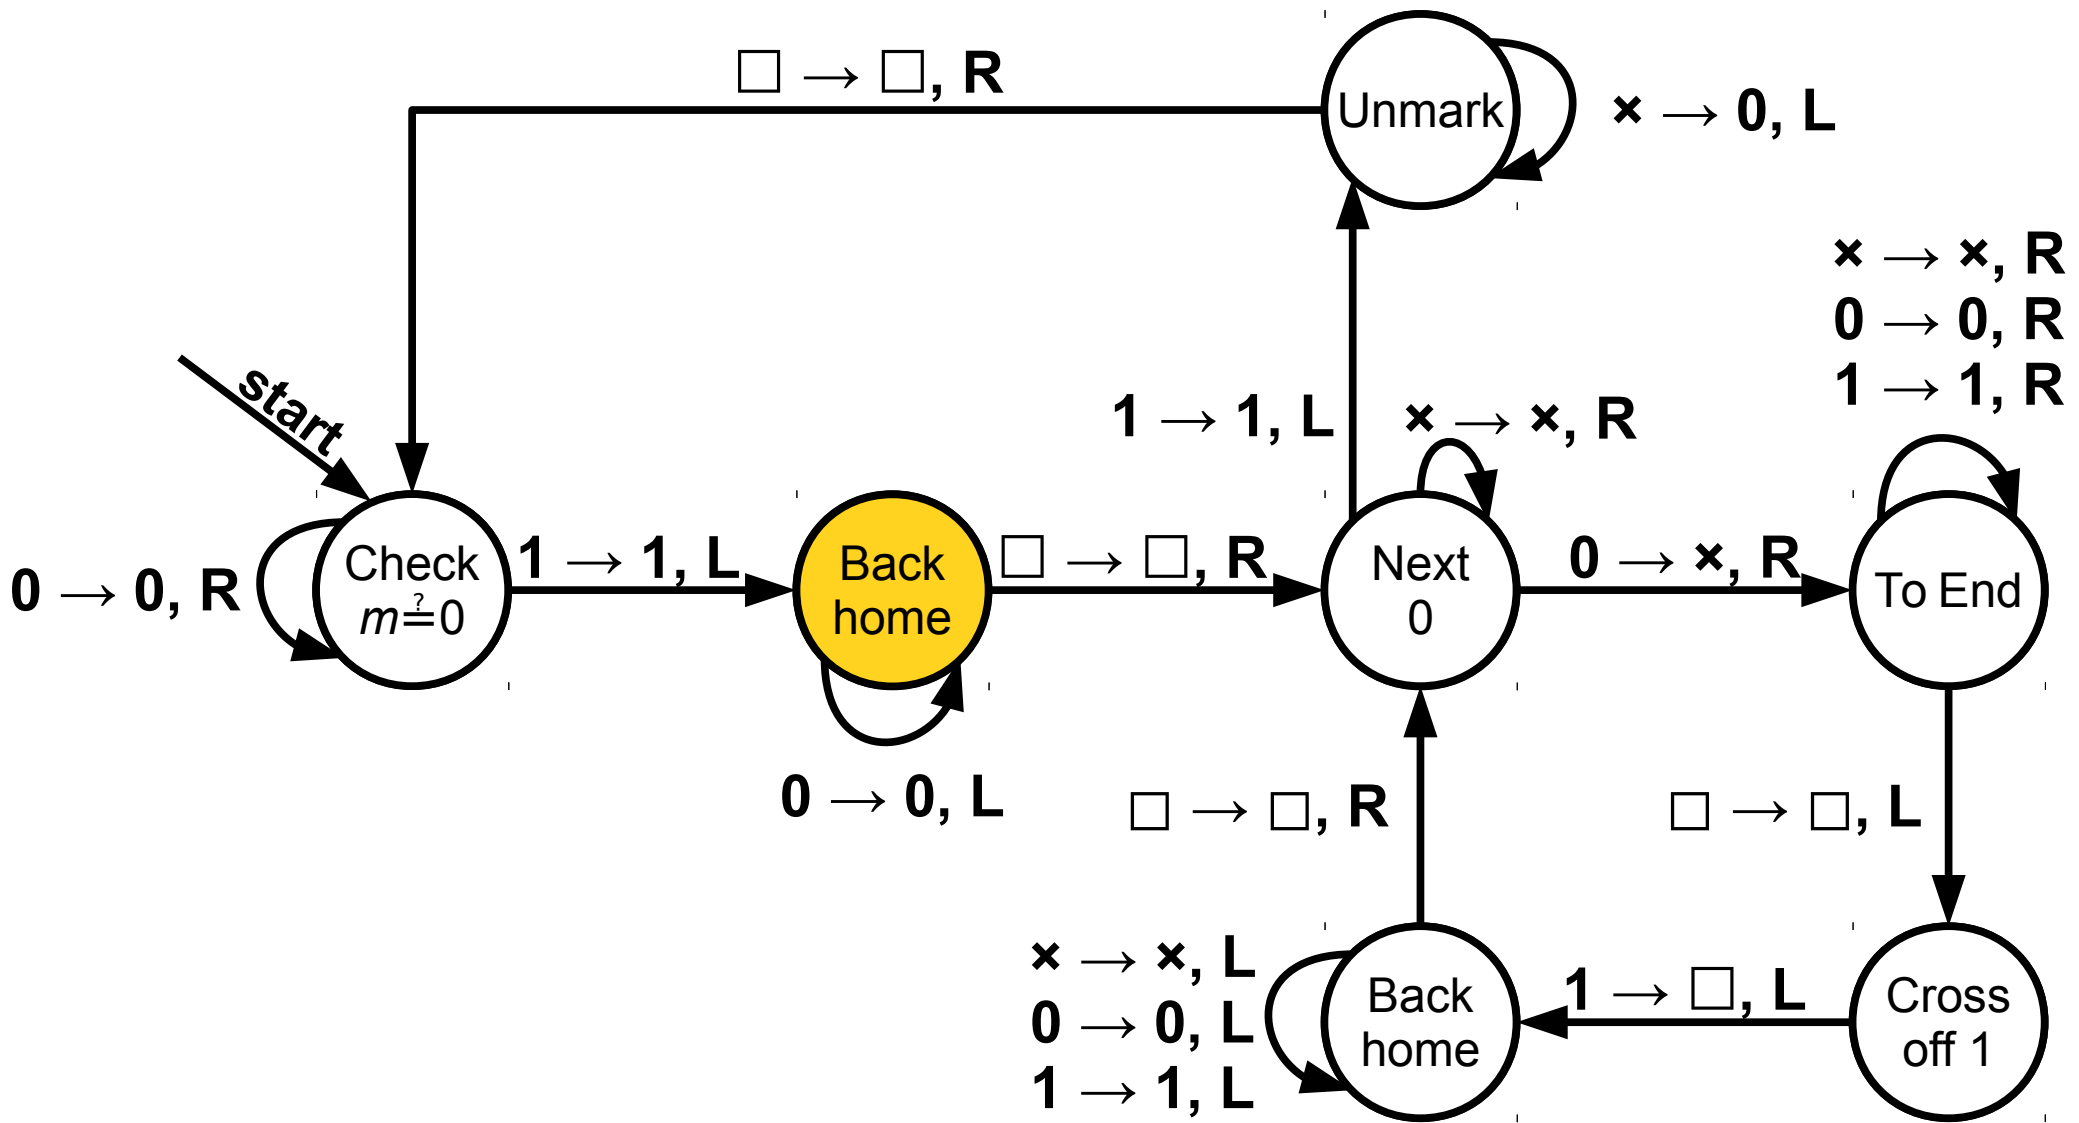 □ → □, R
Unmark
× → 0, L
× → ×, R
0 → 0, R
1 → 1, R
start
1 → 1, L
× → ×, R
0 → 0, R
Check
m≟0
1 → 1, L
Back
home
□ → □, R
Next
0
0 → ×, R
To End
0 → 0, L
□ → □, R
□ → □, L
× → ×, L
0 → 0, L
1 → 1, L
Back
home
1 → □, L
Cross
off 1